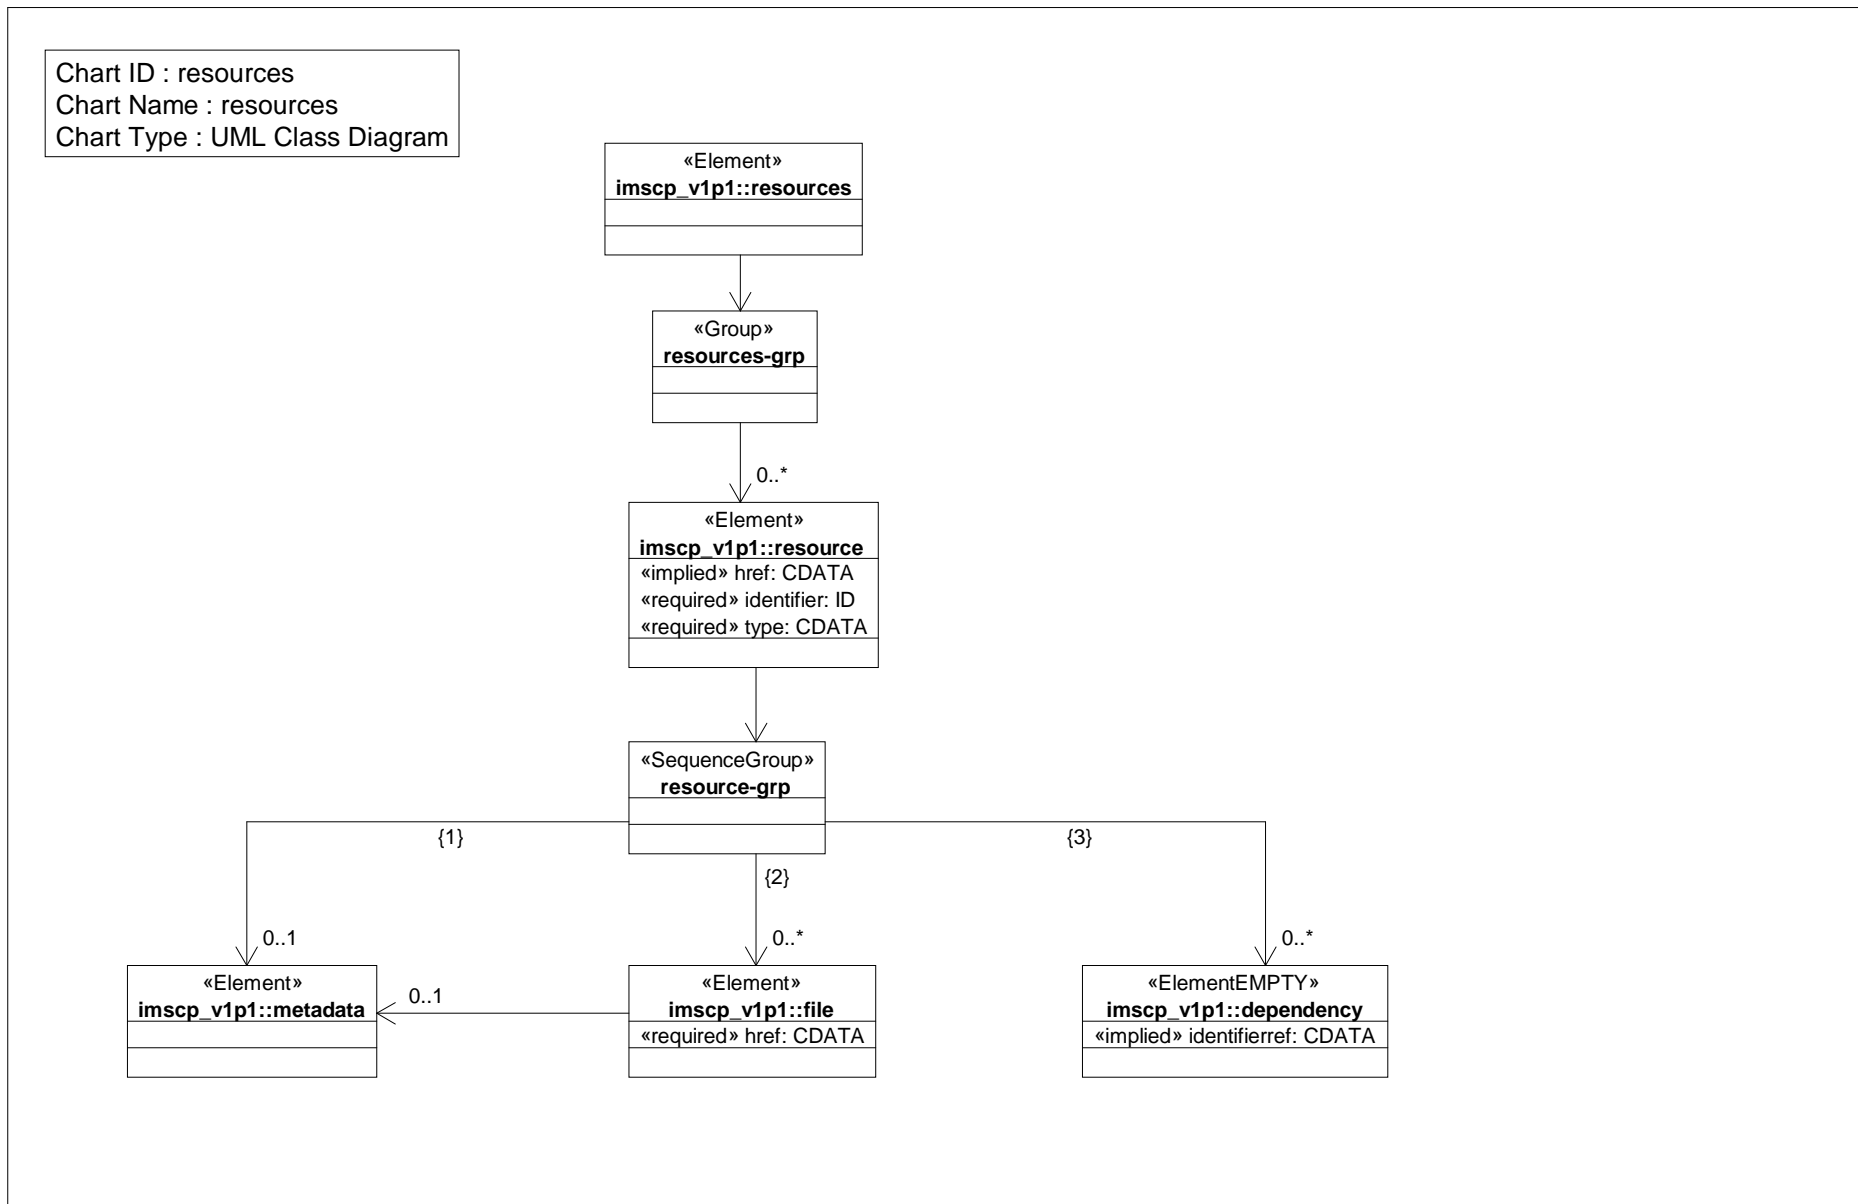 Chart ID : resources
Chart Name : resources
Chart Type : UML Class Diagram
«Element»
imscp_v1p1::resources
«Group»
resources-grp
0..*
«Element»
imscp_v1p1::resource
«implied» href: CDATA
«required» identifier: ID
«required» type: CDATA
«SequenceGroup»
resource-grp
{1}
{3}
{2}
0..1
0..*
0..*
«Element»
imscp_v1p1::metadata
0..1
«Element»
imscp_v1p1::file
«required» href: CDATA
«ElementEMPTY»
imscp_v1p1::dependency
«implied» identifierref: CDATA